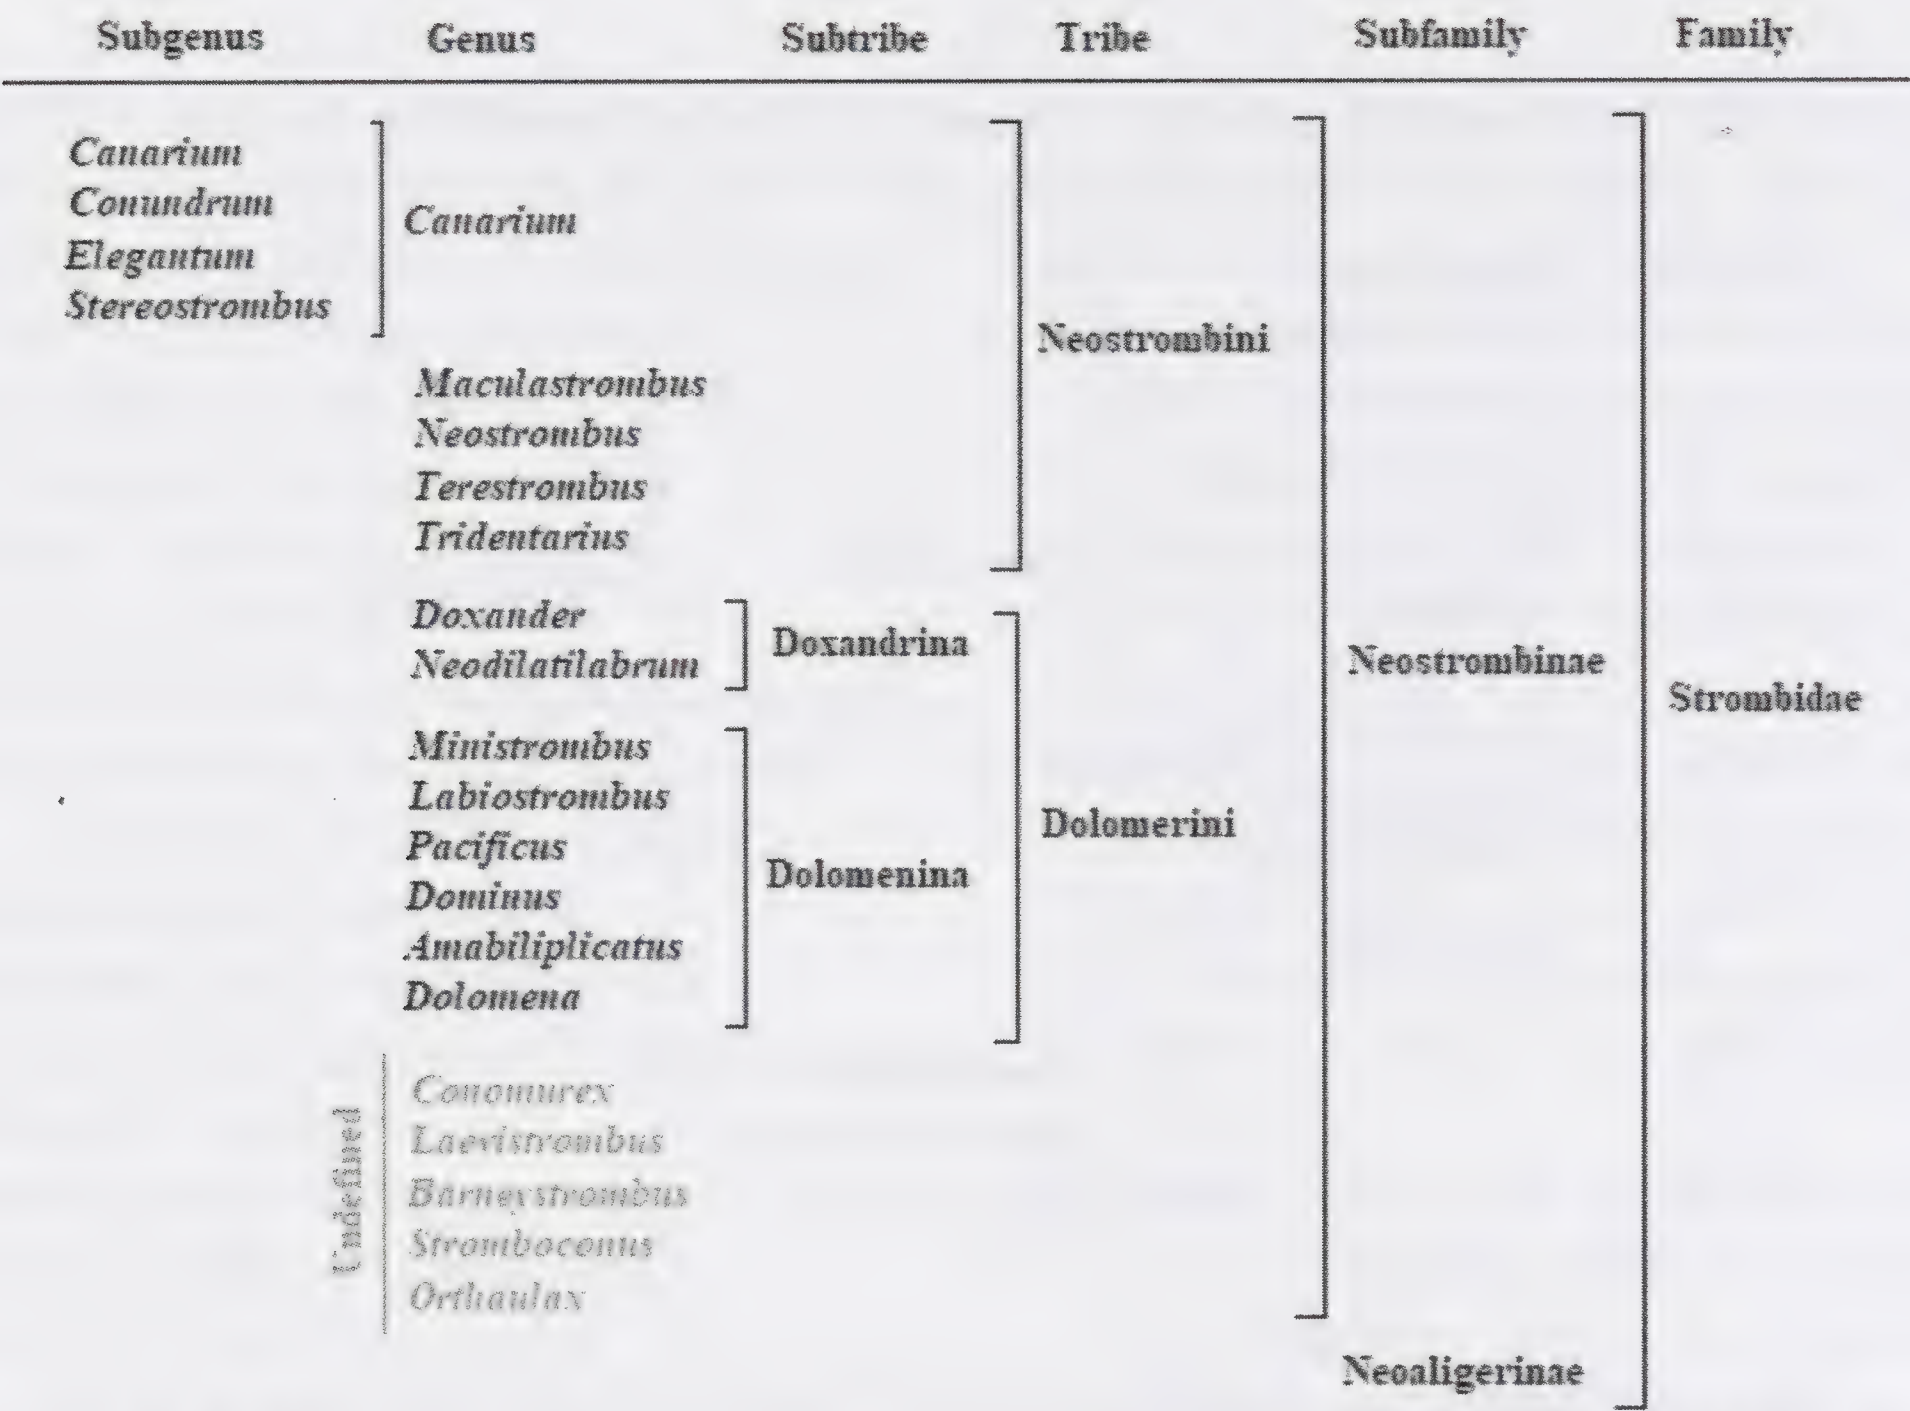 Subgenus Genus Subtribe Tribe Subfamily Family
Canarium
Conundrum
Elegantum
Stereostrombus
Canarium
Maculastrombus
Neostrombus
Terestrombus
Tridentarius
Neostrombini
Doxander
Neodilatilabrum
Doxandrina
Ministrombus
Labiostrombus
Pacificus
Dominus
Amabiliplicatus
Dolomena
Dolomenina
Dolomerini
Undefined
Conomurex
Laevistrombus
Barneystrombus
Stromboconus
Orthaulax
Neostrombinae
Neoaligerinae
Strombidae